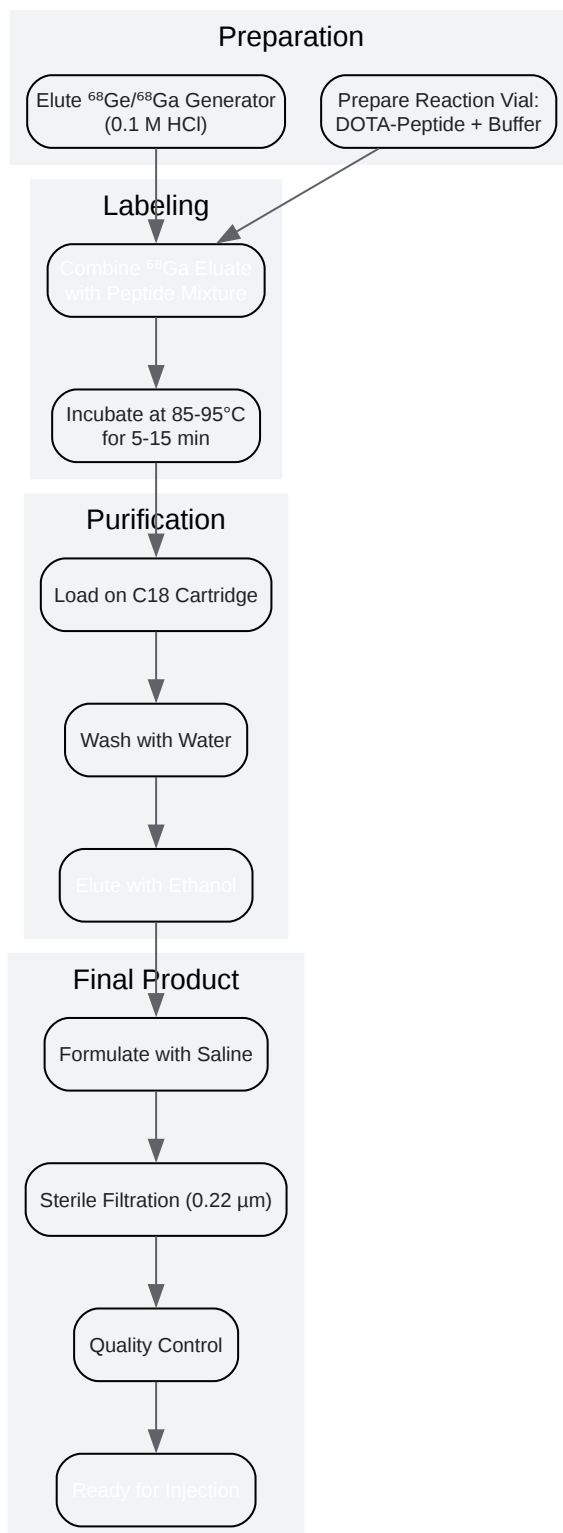 Preparation
Elute ⁶⁸Ge/⁶⁸Ga Generator
(0.1 M HCl)
Prepare Reaction Vial:
DOTA-Peptide + Buffer
Labeling
Combine ⁶⁸Ga Eluate
with Peptide Mixture
Incubate at 85-95°C
for 5-15 min
Purification
Load on C18 Cartridge
Wash with Water
Elute with Ethanol
Final Product
Formulate with Saline
Sterile Filtration (0.22 µm)
Quality Control
Ready for Injection